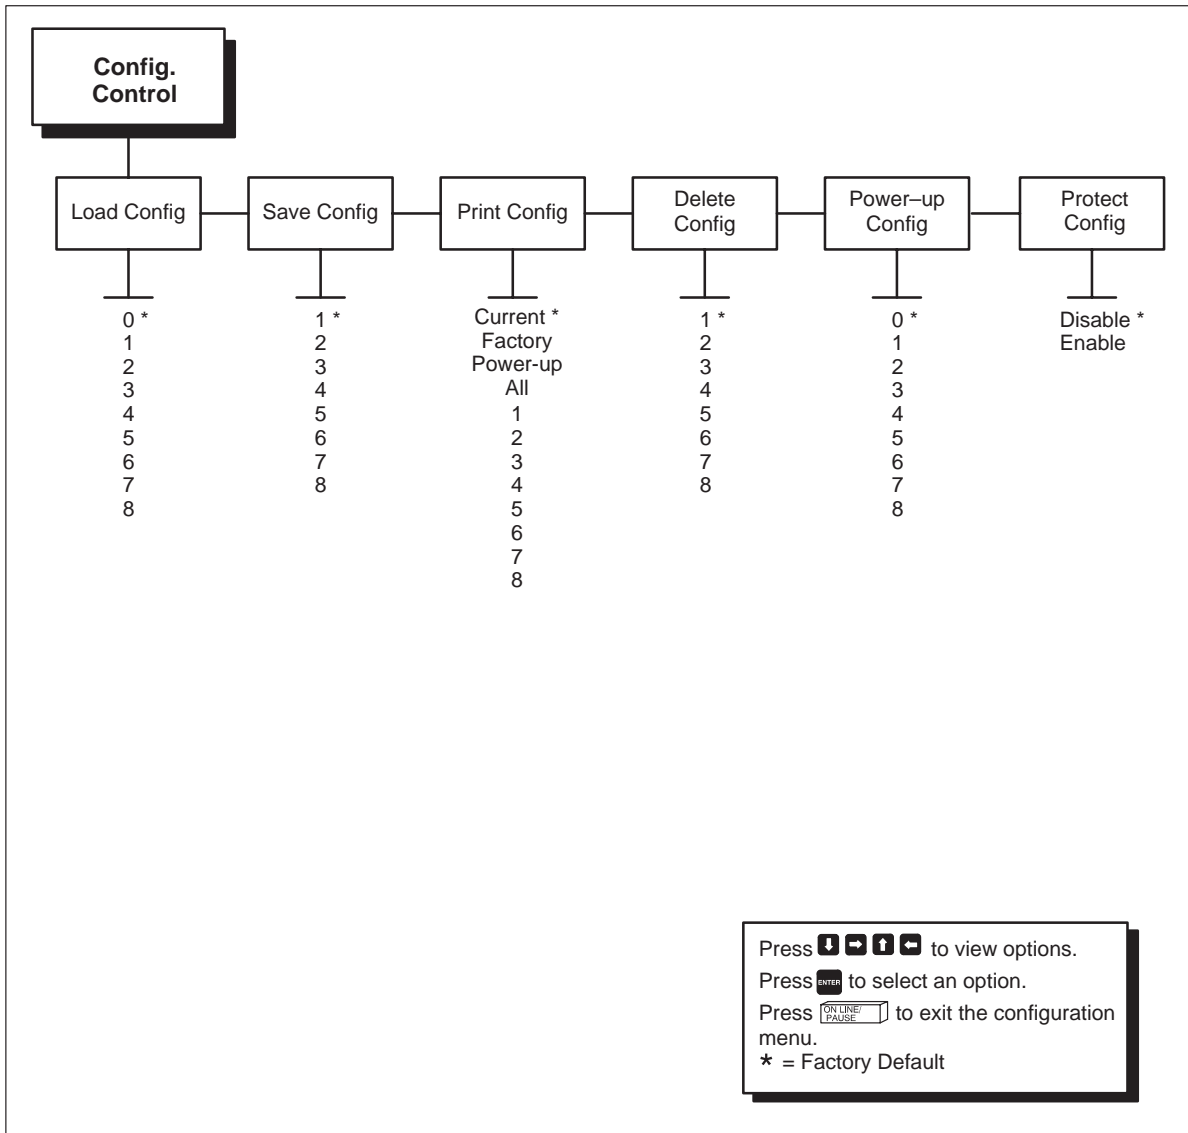 Config.
Control
Load Config
Save Config
Print Config
Delete
Config
Power–up
Config
Protect
Config
0 *
1
2
3
4
5
6
7
8
1 *
2
3
4
5
6
7
8
Current *
Factory
Power-up
All
1
2
3
4
5
6
7
8
1 *
2
3
4
5
6
7
8
0 *
1
2
3
4
5
6
7
8
Disable *
Enable
Press ⬇ ➡ ⬆ ⬅ to view options.
Press ENTER to select an option.
Press ON LINE/ PAUSE to exit the configuration
menu.
* = Factory Default